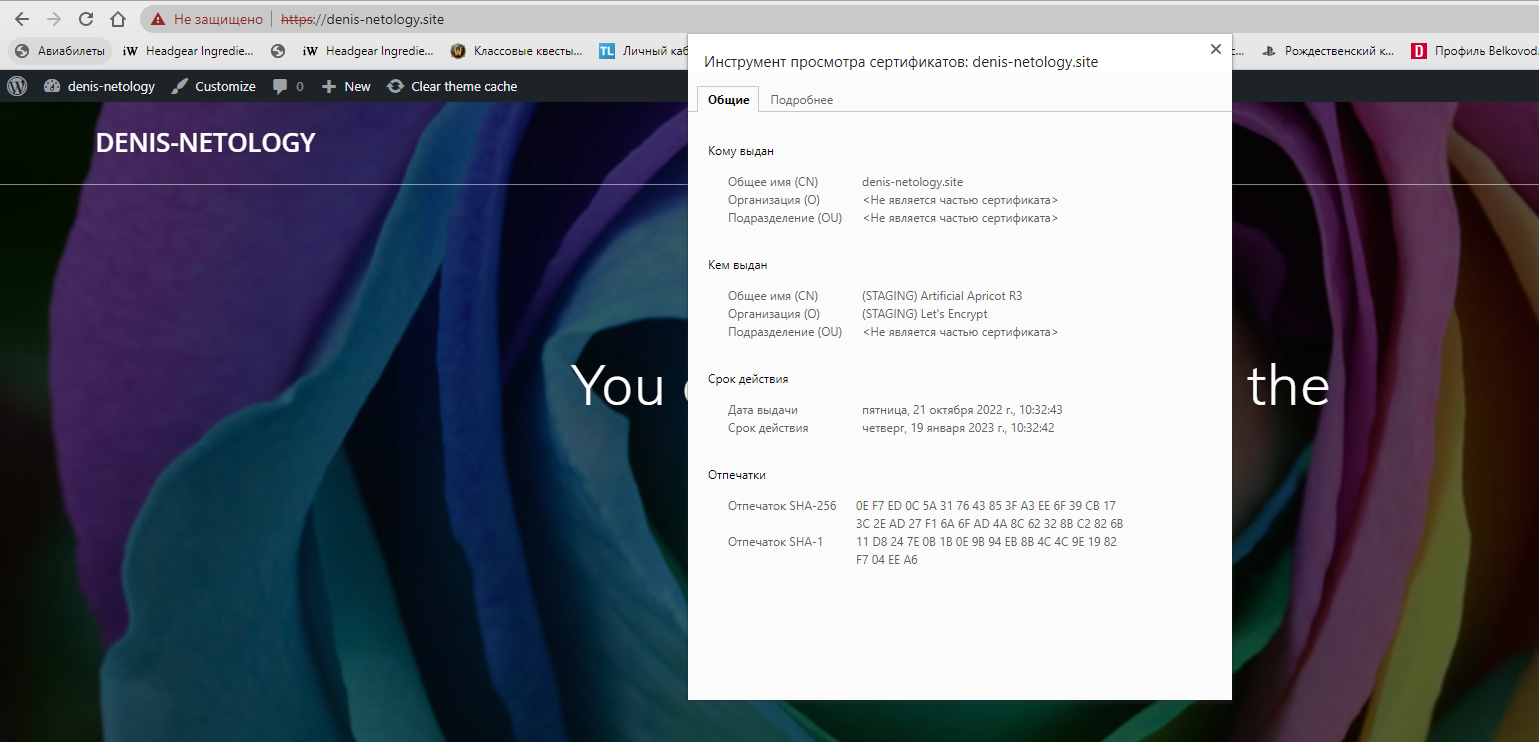 Не защищено https://denis-netology.site
Авиабилеты iW Headgear Ingredie... iW Headgear Ingredie... Классовые квесты... TL Личный каб с... Рождественский к... D Профиль Belkovod.
denis-netology Customize 0 New Clear theme cache
DENIS-NETOLOGY
You the
Инструмент просмотра сертификатов: denis-netology.site
Общие Подробнее
Кому выдан
Общее имя (CN) denis-netology.site
Организация (O) <Не является частью сертификата>
Подразделение (OU) <Не является частью сертификата>
Кем выдан
Общее имя (CN) (STAGING) Artificial Apricot R3
Организация (O) (STAGING) Let's Encrypt
Подразделение (OU) <Не является частью сертификата>
Срок действия
Дата выдачи пятница, 21 октября 2022 г., 10:32:43
Срок действия четверг, 19 января 2023 г., 10:32:42
Отпечатки
Отпечаток SHA-256 0E F7 ED 0C 5A 31 76 43 85 3F A3 EE 6F 39 CB 17
3C 2E AD 27 F1 6A 6F AD 4A 8C 62 32 8B C2 82 6B
Отпечаток SHA-1 11 D8 24 7E 0B 1B 0E 9B 94 EB 8B 4C 4C 9E 19 82
F7 04 EE A6